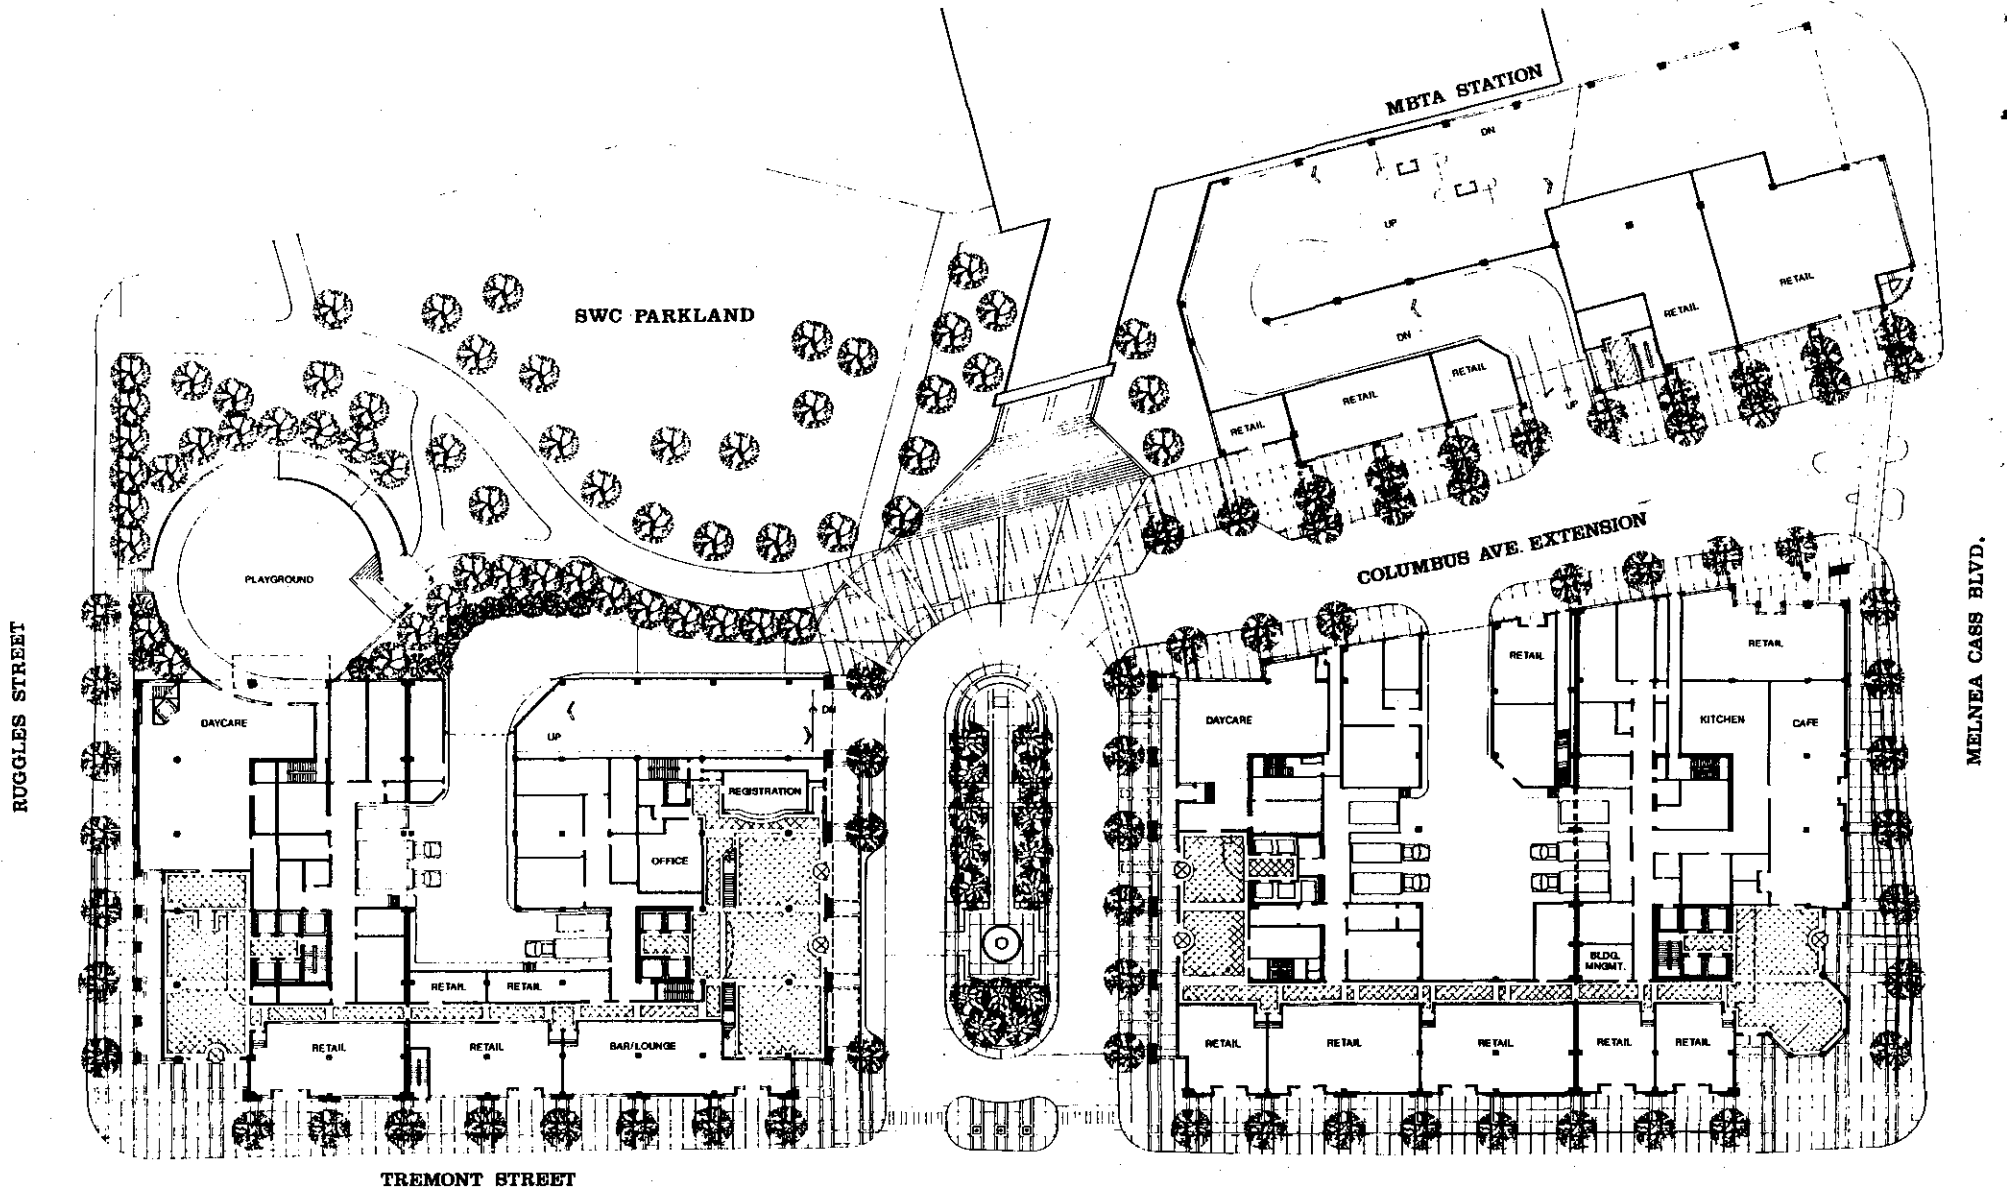 MBTA STATION
DN
UP
RETAIL
RETAIL
SWC PARKLAND
DN
RETAIL
RETAIL
RETAIL
UP
COLUMBUS AVE. EXTENSION
MELNEA CASS BLVD.
RUGGLES STREET
PLAYGROUND
DAYCARE
UP
DN
REGISTRATION
OFFICE
RETAIL
RETAIL
RETAIL
RETAIL
BAR/LOUNGE
DAYCARE
RETAIL
RETAIL
KITCHEN
CAFE
BLDG.
MNGMT.
RETAIL
RETAIL
RETAIL
RETAIL
RETAIL
TREMONT STREET